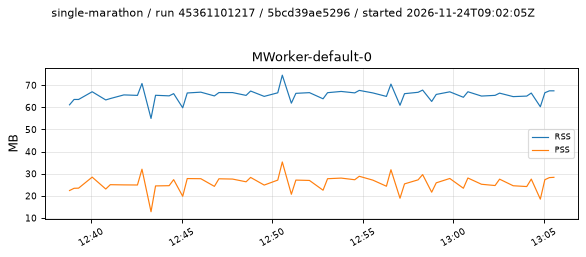 single-marathon / run 45361101217 / 5bcd39ae5296 / started 2026-11-24T09:02:05Z
MWorker-default-0
MB
70
60
50
40
30
20
10
RSS
PSS
12:40
12:45
12:50
12:55
13:00
13:05